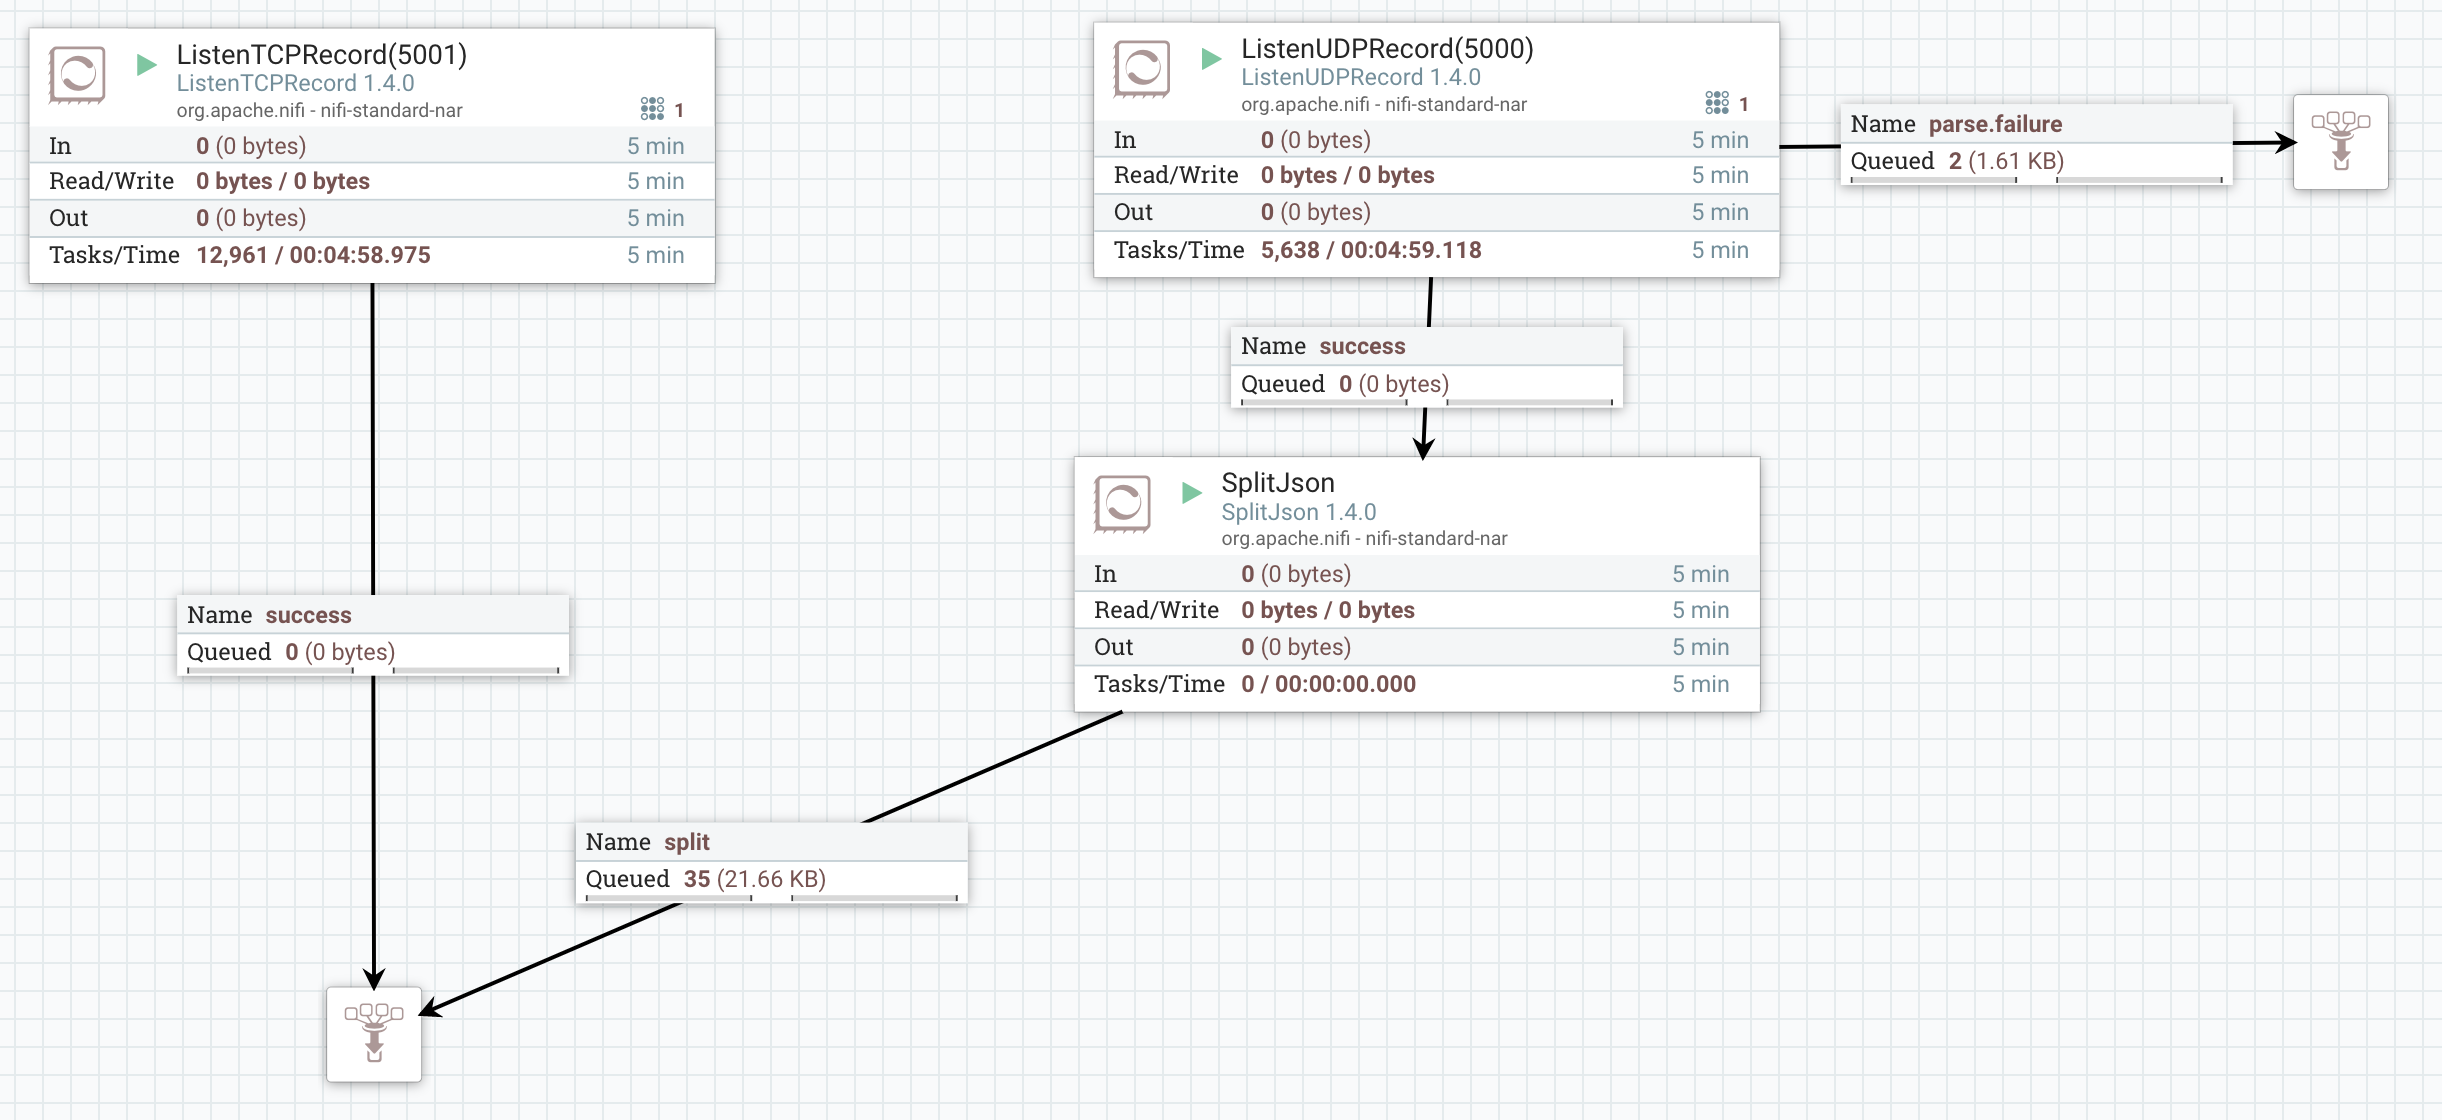 ListenTCPRecord(5001)
ListenTCPRecord 1.4.0
org.apache.nifi - nifi-standard-nar
1
In 0 (0 bytes) 5 min
Read/Write 0 bytes / 0 bytes 5 min
Out 0 (0 bytes) 5 min
Tasks/Time 12,961 / 00:04:58.975 5 min
ListenUDPRecord(5000)
ListenUDPRecord 1.4.0
org.apache.nifi - nifi-standard-nar
1
In 0 (0 bytes) 5 min
Read/Write 0 bytes / 0 bytes 5 min
Out 0 (0 bytes) 5 min
Tasks/Time 5,638 / 00:04:59.118 5 min
Name parse.failure
Queued 2 (1.61 KB)
Name success
Queued 0 (0 bytes)
SplitJson
SplitJson 1.4.0
org.apache.nifi - nifi-standard-nar
In 0 (0 bytes) 5 min
Read/Write 0 bytes / 0 bytes 5 min
Out 0 (0 bytes) 5 min
Tasks/Time 0 / 00:00:00.000 5 min
Name success
Queued 0 (0 bytes)
Name split
Queued 35 (21.66 KB)